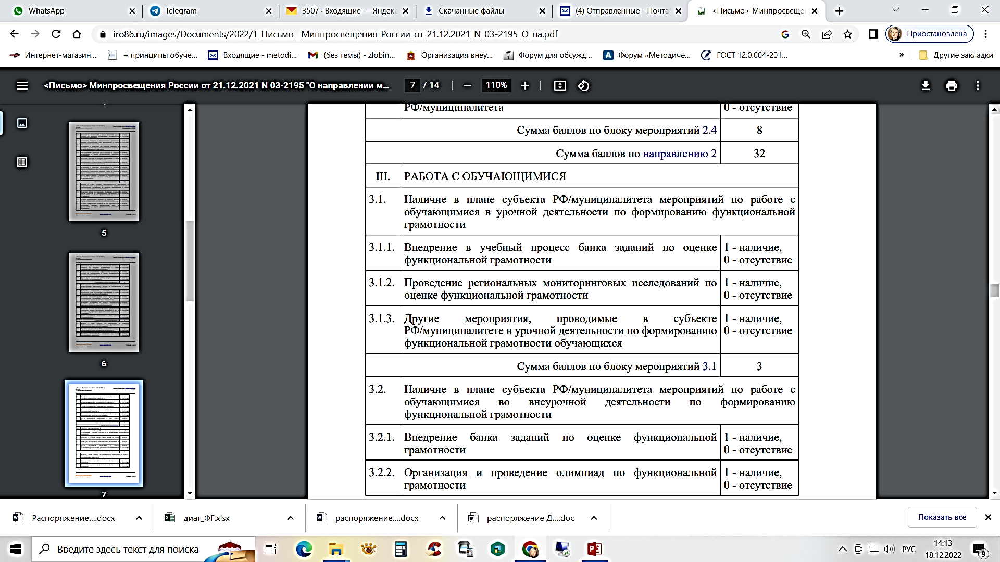 WhatsApp
Telegram
3507 · Входящие — Яндекс
Скачанные файлы
(4) Отправленные - Почта
<Письмо> Минпросвещен
iro86.ru/images/Documents/2022/1_Письмо__Минпросвещения_России_от_21.12.2021_N_03-2195_О_на.pdf
Приостановлена
Интернет-магазин...
+ принципы обуче...
Входящие - metodi...
(без темы) - zlobin...
Организация внеу...
Форум для обсужд...
Форум «Методиче...
ГОСТ 12.0.004-201...
»
Другие закладки
<Письмо> Минпросвещения России от 21.12.2021 N 03-2195 "О направлении м...
7 / 14
110%
4
5
6
7
РФ/муниципалитета
0 - отсутствие
Сумма баллов по блоку мероприятий 2.4
8
Сумма баллов по направлению 2
32
III.
РАБОТА С ОБУЧАЮЩИМИСЯ
3.1.
Наличие в плане субъекта РФ/муниципалитета мероприятий по работе с
обучающимися в урочной деятельности по формированию функциональной
грамотности
3.1.1.
Внедрение в учебный процесс банка заданий по оценке
функциональной грамотности
1 - наличие,
0 - отсутствие
3.1.2.
Проведение региональных мониторинговых исследований по
оценке функциональной грамотности
1 - наличие,
0 - отсутствие
3.1.3.
Другие мероприятия, проводимые в субъекте
РФ/муниципалитете в урочной деятельности по формированию
функциональной грамотности обучающихся
1 - наличие,
0 - отсутствие
Сумма баллов по блоку мероприятий 3.1
3
3.2.
Наличие в плане субъекта РФ/муниципалитета мероприятий по работе с
обучающимися во внеурочной деятельности по формированию
функциональной грамотности
3.2.1.
Внедрение банка заданий по оценке функциональной
грамотности
1 - наличие,
0 - отсутствие
3.2.2.
Организация и проведение олимпиад по функциональной
грамотности
1 - наличие,
0 - отсутствие
Распоряжение....docx
диаг_ФГ.xlsx
распоряжение....docx
распоряжение Д....doc
Показать все
Введите здесь текст для поиска
РУС
14:13
18.12.2022
9